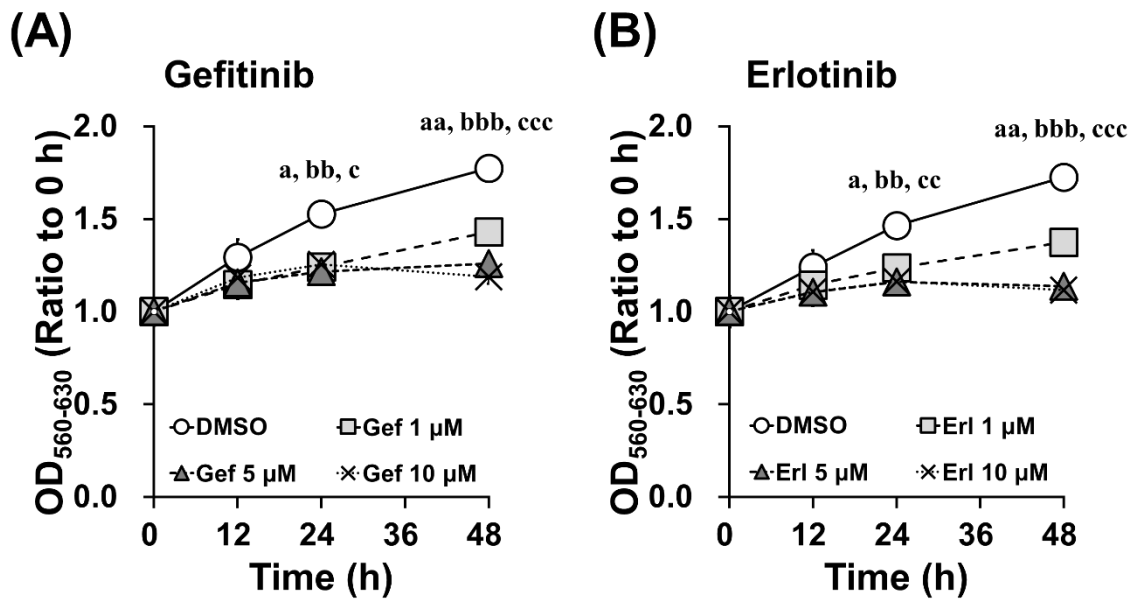 (A)
Gefitinib
OD560-630 (Ratio to 0 h)
2.0
1.5
1.0
0.5
0.0
a, bb, c
aa, bbb, ccc
DMSO
Gef 1 µM
Gef 5 µM
Gef 10 µM
0 12 24 36 48
Time (h)
(B)
Erlotinib
OD560-630 (Ratio to 0 h)
2.0
1.5
1.0
0.5
0.0
a, bb, cc
aa, bbb, ccc
DMSO
Erl 1 µM
Erl 5 µM
Erl 10 µM
0 12 24 36 48
Time (h)